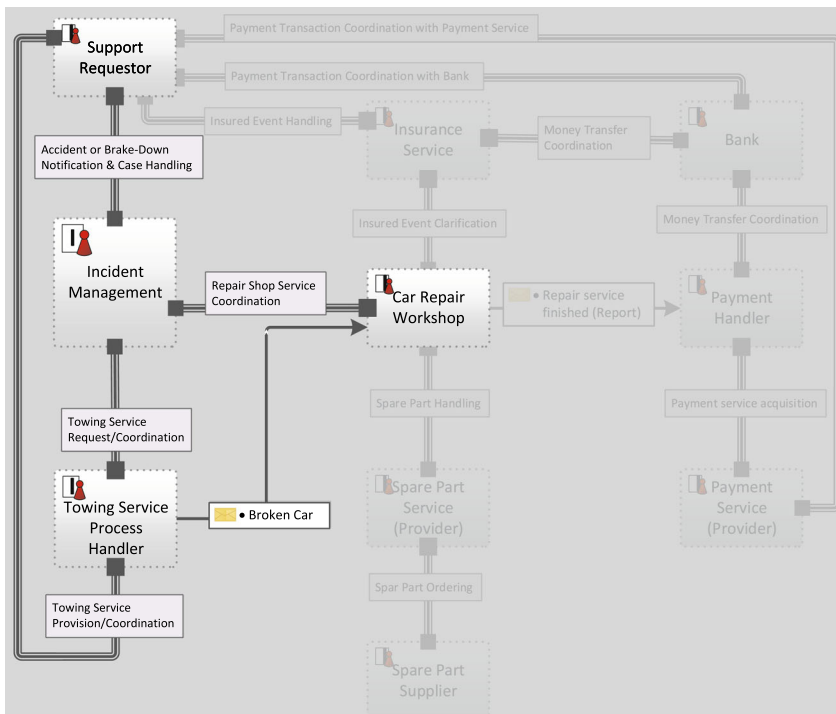 Support
Requestor
Payment Transaction Coordination with Payment Service
Payment Transaction Coordination with Bank
Insured Event Handling
Insurance
Service
Money Transfer
Coordination
Bank
Accident or Brake-Down
Notification & Case Handling
Insured Event Clarification
Money Transfer Coordination
Incident
Management
Repair Shop Service
Coordination
Car Repair
Workshop
• Repair service
finished (Report)
Payment
Handler
Towing Service
Request/Coordination
Spare Part Handling
Payment service acquisition
Towing Service
Process
Handler
• Broken Car
Spare Part
Service
(Provider)
Payment
Service
(Provider)
Towing Service
Provision/Coordination
Spar Part Ordering
Spare Part
Supplier